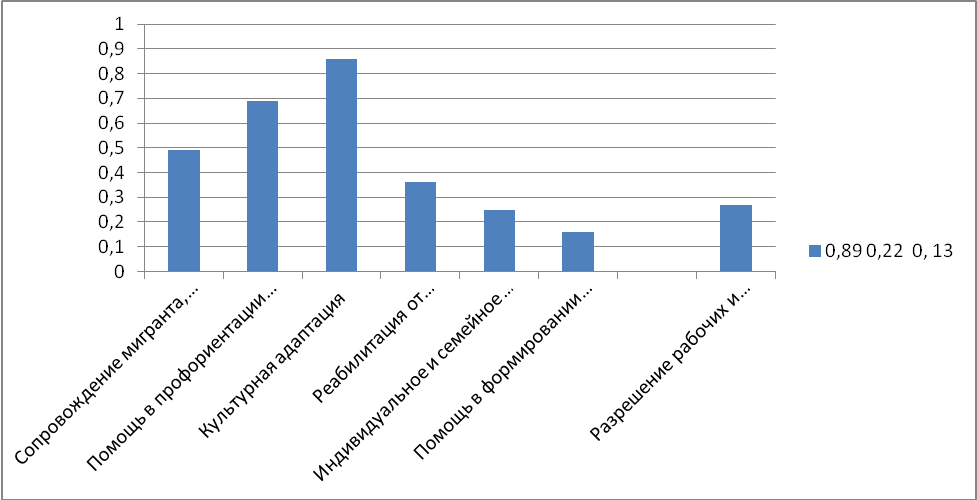 1
0,9
0,8
0,7
0,6
0,5
0,4
0,3
0,2
0,1
0
Сопровождение мигранта,...
Помощь в профориентации...
Культурная адаптация
Реабилитация от...
Индивидуальное и семейное...
Помощь в формировании...
Разрешение рабочих и...
0,89 0,22 0, 13